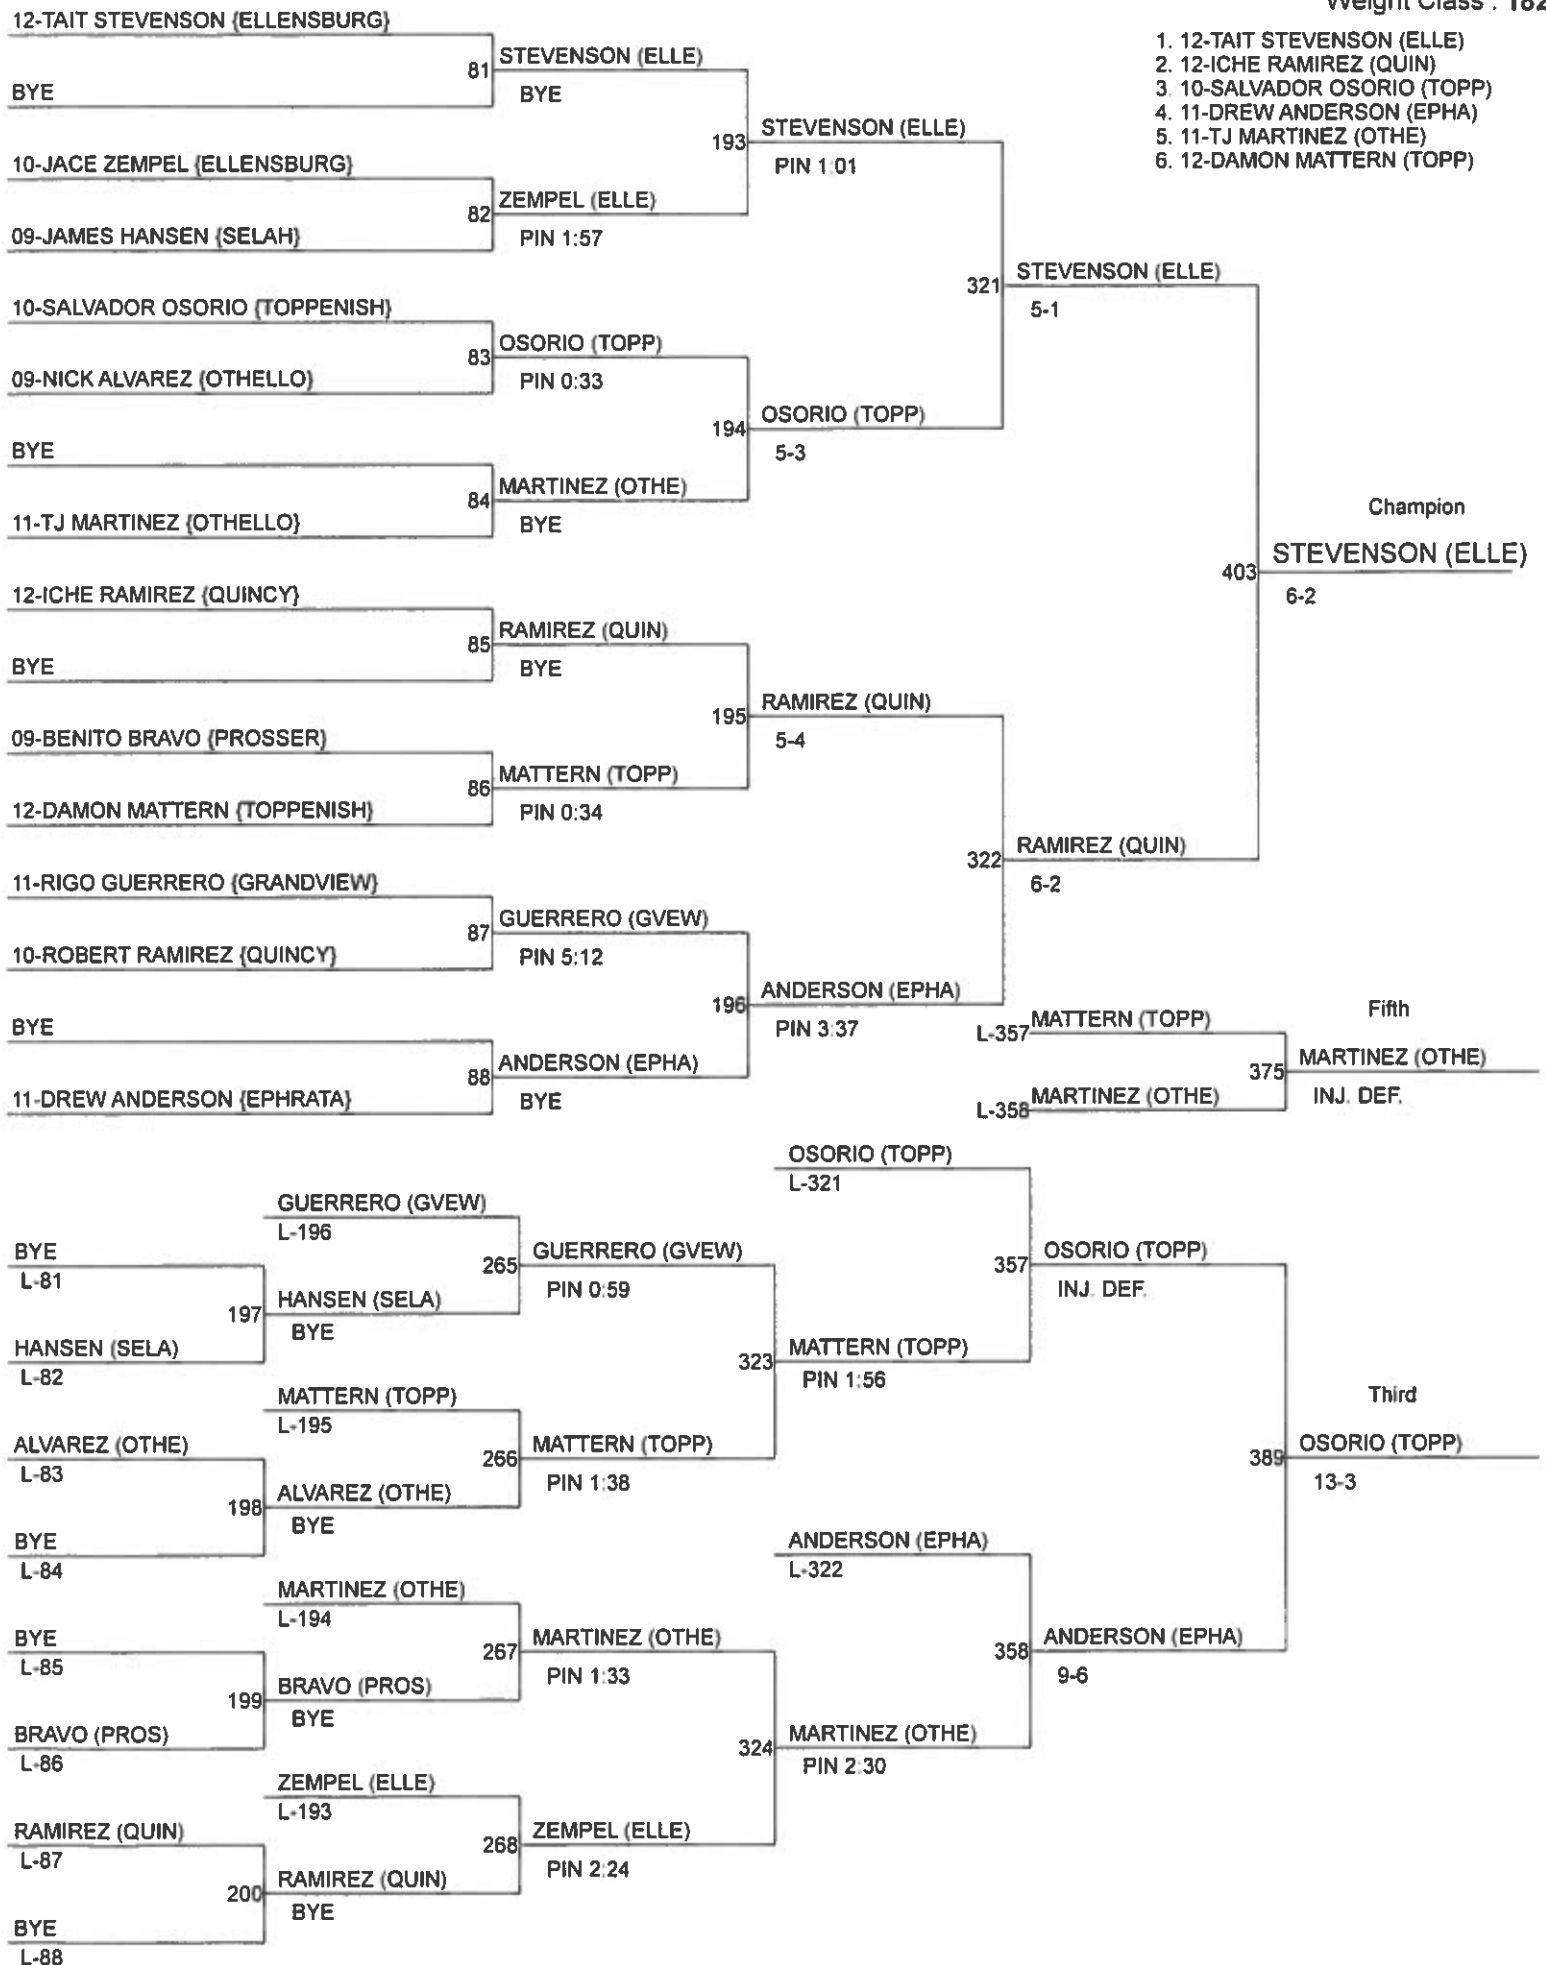 Weight Class : 182
1. 12-TAIT STEVENSON (ELLE)
2. 12-ICHE RAMIREZ (QUIN)
3. 10-SALVADOR OSORIO (TOPP)
4. 11-DREW ANDERSON (EPHA)
5. 11-TJ MARTINEZ (OTHE)
6. 12-DAMON MATTERN (TOPP)
12-TAIT STEVENSON {ELLENSBURG}
81 STEVENSON (ELLE)
BYE
BYE
193 STEVENSON (ELLE)
PIN 1:01
10-JACE ZEMPEL {ELLENSBURG}
82 ZEMPEL (ELLE)
PIN 1:57
09-JAMES HANSEN {SELAH}
321 STEVENSON (ELLE)
5-1
10-SALVADOR OSORIO {TOPPENISH}
83 OSORIO (TOPP)
PIN 0:33
09-NICK ALVAREZ {OTHELLO}
194 OSORIO (TOPP)
5-3
BYE
84 MARTINEZ (OTHE)
BYE
11-TJ MARTINEZ {OTHELLO}
Champion
403 STEVENSON (ELLE)
6-2
12-ICHE RAMIREZ {QUINCY}
85 RAMIREZ (QUIN)
BYE
BYE
195 RAMIREZ (QUIN)
5-4
09-BENITO BRAVO {PROSSER}
86 MATTERN (TOPP)
PIN 0:34
12-DAMON MATTERN {TOPPENISH}
322 RAMIREZ (QUIN)
6-2
11-RIGO GUERRERO {GRANDVIEW}
87 GUERRERO (GVEW)
PIN 5:12
10-ROBERT RAMIREZ {QUINCY}
196 ANDERSON (EPHA)
PIN 3:37
BYE
88 ANDERSON (EPHA)
BYE
11-DREW ANDERSON {EPHRATA}
Fifth
L-357 MATTERN (TOPP)
375 MARTINEZ (OTHE)
INJ. DEF.
L-358 MARTINEZ (OTHE)
OSORIO (TOPP)
L-321
GUERRERO (GVEW)
L-196
BYE
L-81
265 GUERRERO (GVEW)
PIN 0:59
357 OSORIO (TOPP)
INJ. DEF.
197 HANSEN (SELA)
BYE
HANSEN (SELA)
L-82
323 MATTERN (TOPP)
PIN 1:56
MATTERN (TOPP)
L-195
Third
ALVAREZ (OTHE)
L-83
266 MATTERN (TOPP)
PIN 1:38
389 OSORIO (TOPP)
13-3
198 ALVAREZ (OTHE)
BYE
BYE
L-84
ANDERSON (EPHA)
L-322
MARTINEZ (OTHE)
L-194
BYE
L-85
267 MARTINEZ (OTHE)
PIN 1:33
358 ANDERSON (EPHA)
9-6
199 BRAVO (PROS)
BYE
BRAVO (PROS)
L-86
324 MARTINEZ (OTHE)
PIN 2:30
ZEMPEL (ELLE)
L-193
RAMIREZ (QUIN)
L-87
268 ZEMPEL (ELLE)
PIN 2:24
200 RAMIREZ (QUIN)
BYE
BYE
L-88